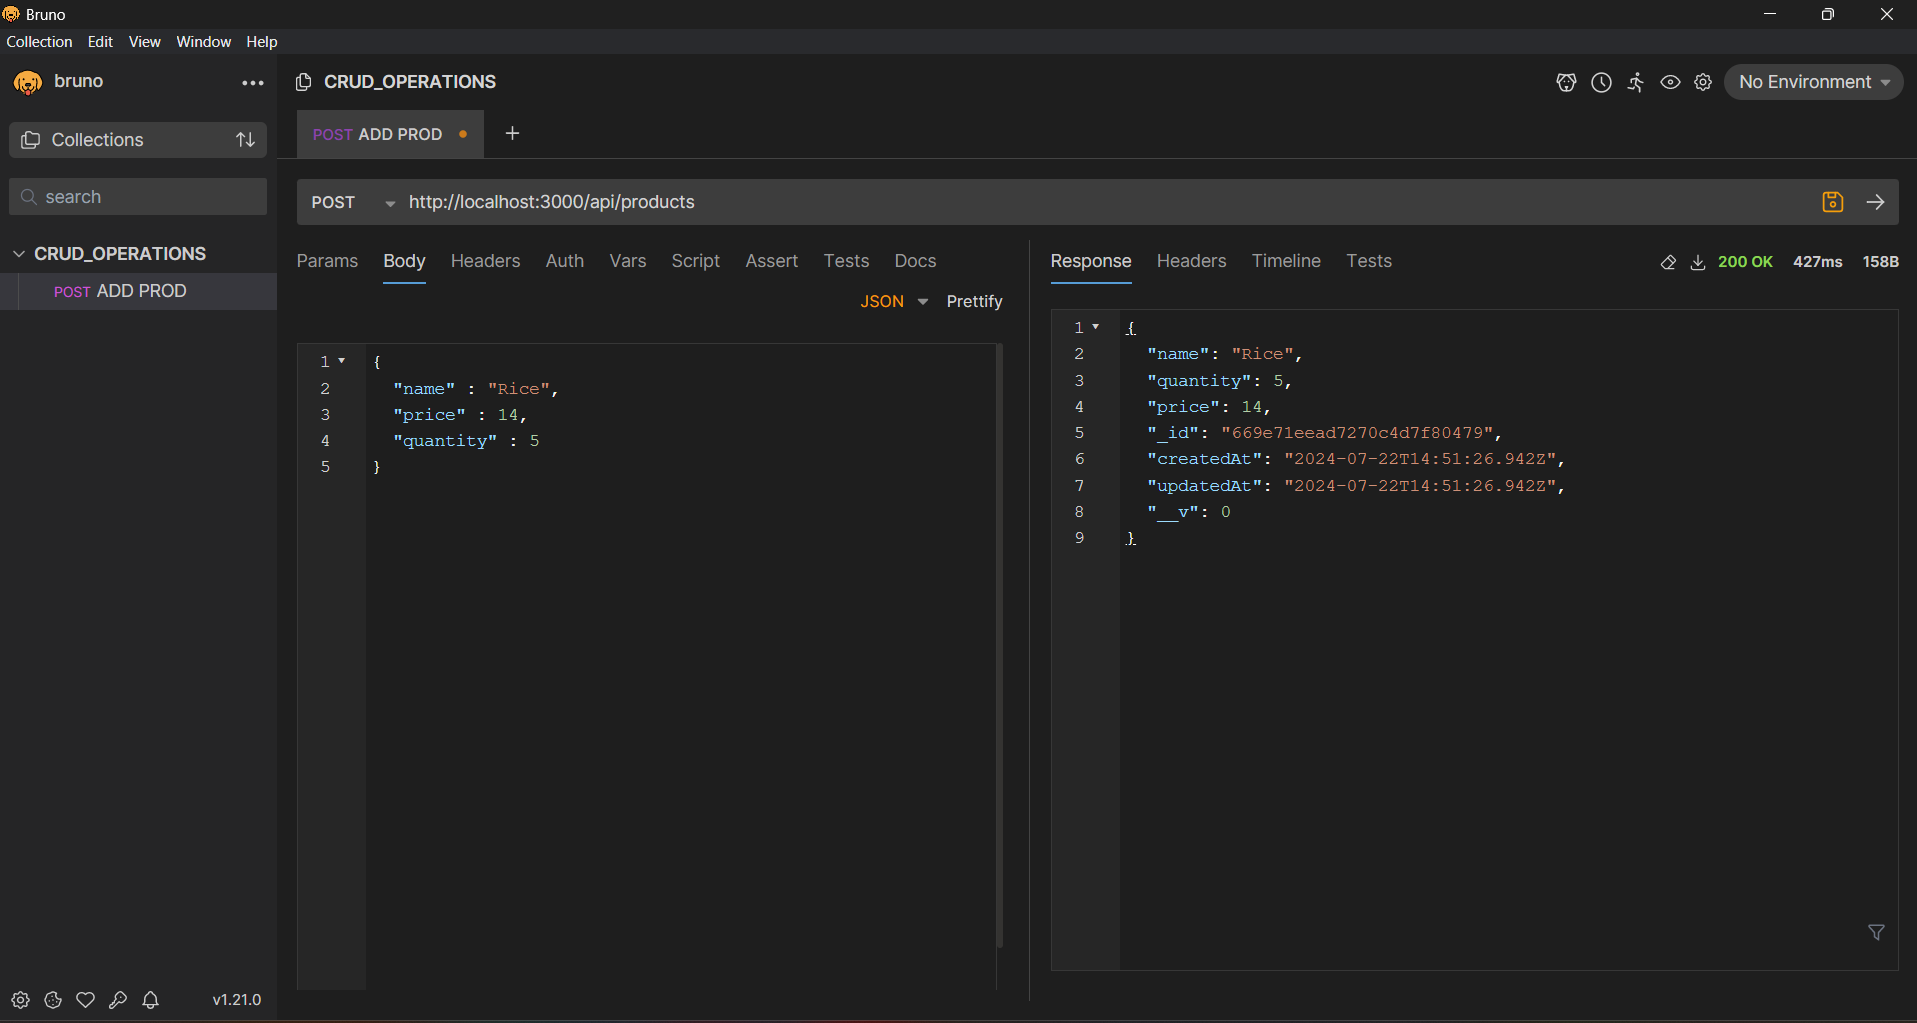 Bruno
Collection Edit View Window Help
bruno
CRUD_OPERATIONS
No Environment
Collections
POST ADD PROD
search
POST http://localhost:3000/api/products
CRUD_OPERATIONS
POST ADD PROD
Params Body Headers Auth Vars Script Assert Tests Docs
JSON Prettify
1 {
2 "name" : "Rice",
3 "price" : 14,
4 "quantity" : 5
5 }
Response Headers Timeline Tests
200 OK 427ms 158B
1 {
2 "name": "Rice",
3 "quantity": 5,
4 "price": 14,
5 "_id": "669e71eead7270c4d7f80479",
6 "createdAt": "2024-07-22T14:51:26.942Z",
7 "updatedAt": "2024-07-22T14:51:26.942Z",
8 "__v": 0
9 }
v1.21.0